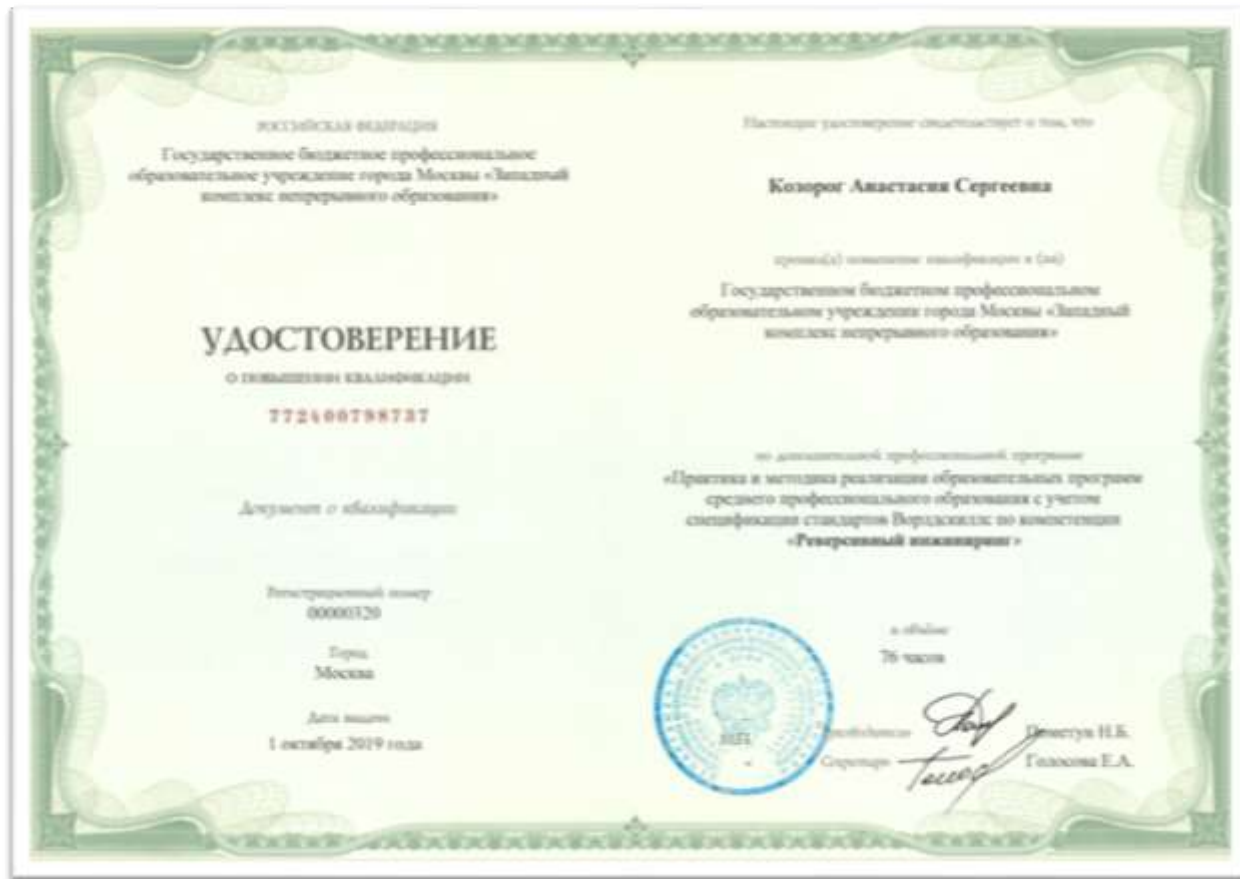 РОССИЙСКАЯ ФЕДЕРАЦИЯ
Государственное бюджетное профессиональное
образовательное учреждение города Москвы «Западный
комплекс непрерывного образования»
УДОСТОВЕРЕНИЕ
О ПОВЫШЕНИИ КВАЛИФИКАЦИИ
772400798737
Документ о квалификации
Регистрационный номер
00000320
Город
Москва
Дата выдачи
1 октября 2019 года
Настоящее удостоверение свидетельствует о том, что
Козорог Анастасия Сергеевна
прошел(а) повышение квалификации в (на)
Государственном бюджетном профессиональном
образовательном учреждении города Москвы «Западный
комплекс непрерывного образования»
по дополнительной профессиональной программе
«Практика и методика реализации образовательных программ
среднего профессионального образования с учетом
спецификации стандартов Ворлдскиллс по компетенции
«Реверсивный инжиниринг»
в объёме
76 часов
М.П.
Руководитель
Секретарь Голосова Е.А.